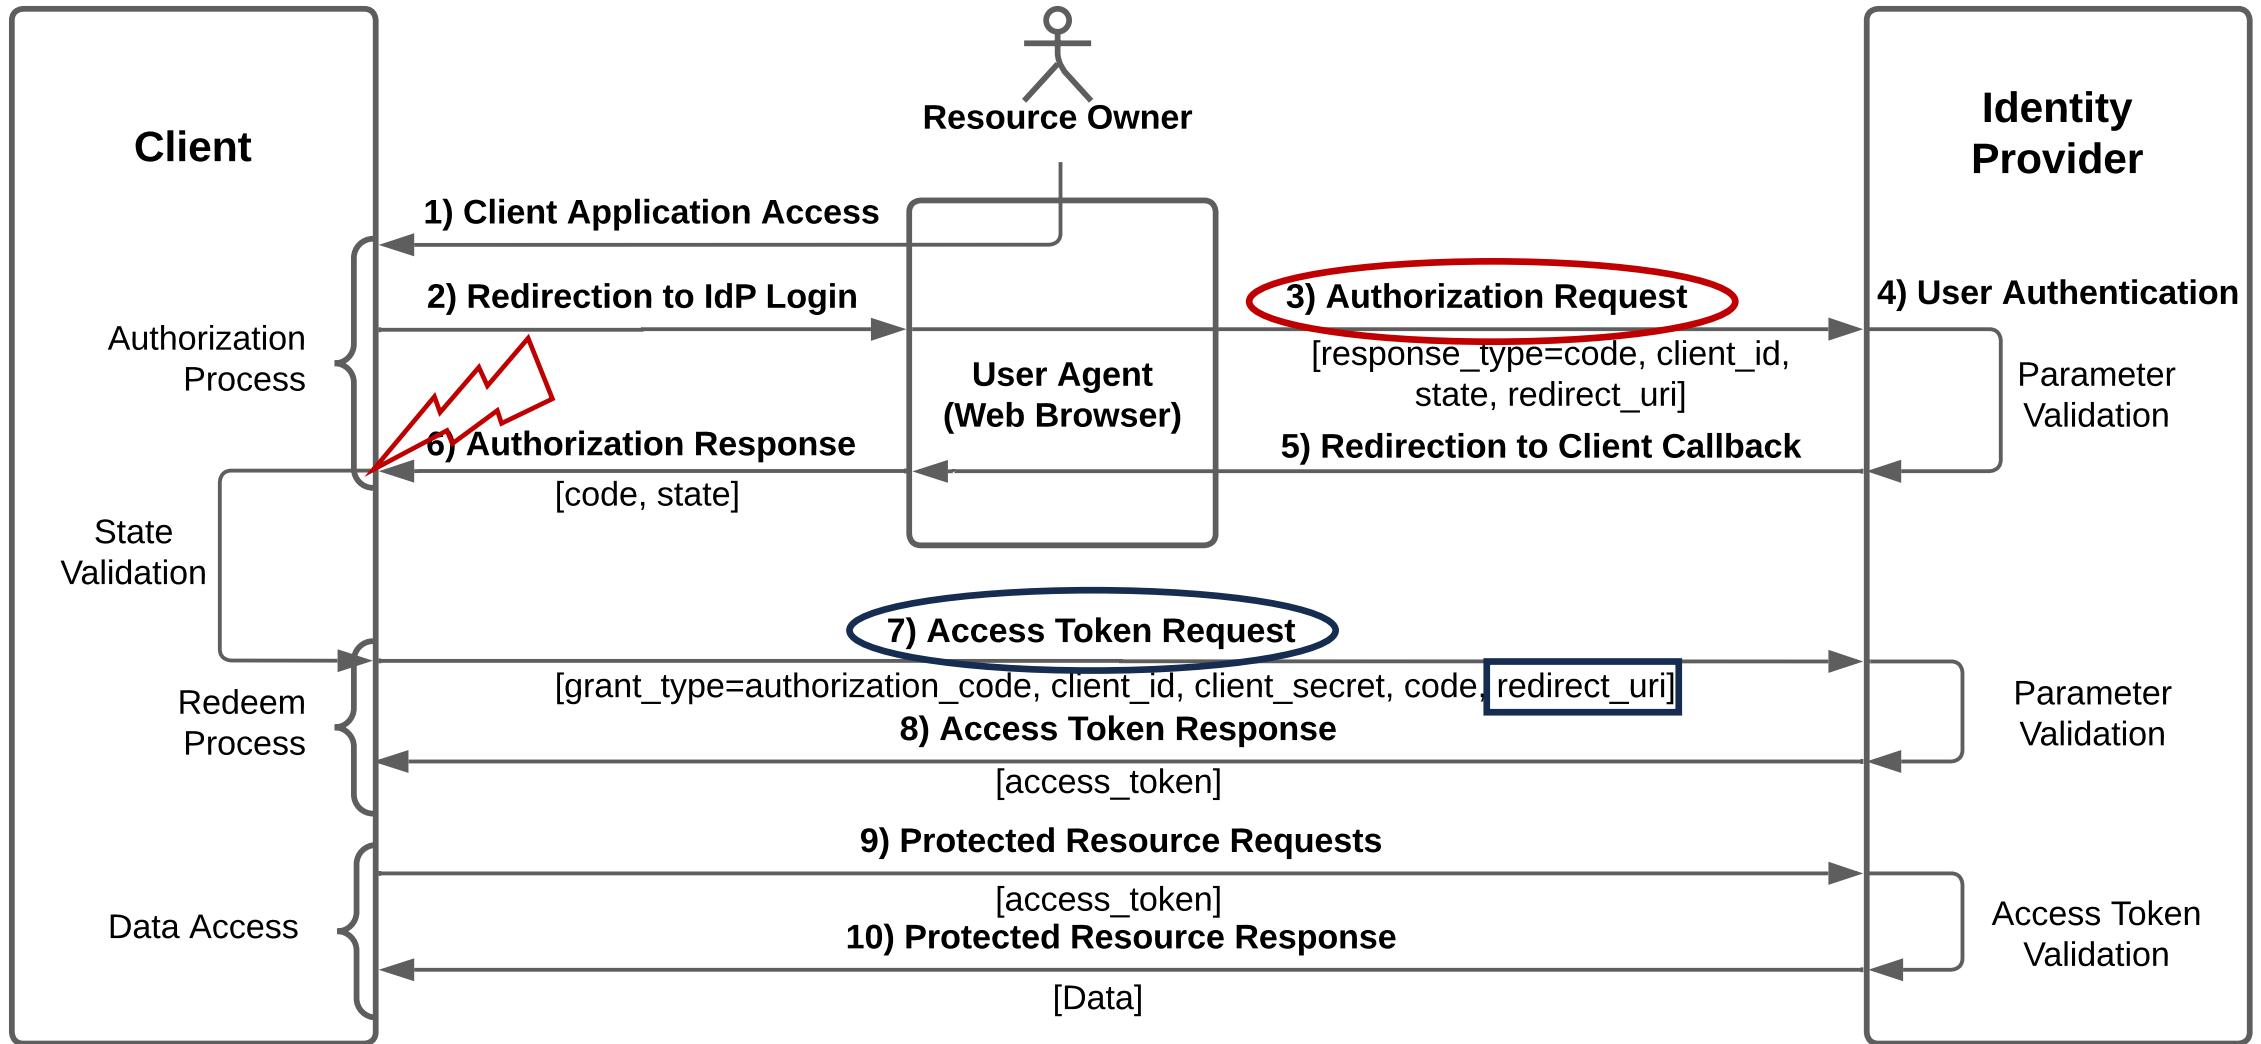 Client
Resource Owner
Identity
Provider
1) Client Application Access
2) Redirection to IdP Login
3) Authorization Request
[response_type=code, client_id,
state, redirect_uri]
4) User Authentication
Authorization
Process
User Agent
(Web Browser)
Parameter
Validation
6) Authorization Response
[code, state]
5) Redirection to Client Callback
State
Validation
7) Access Token Request
[grant_type=authorization_code, client_id, client_secret, code, redirect_uri]
Redeem
Process
Parameter
Validation
8) Access Token Response
[access_token]
9) Protected Resource Requests
[access_token]
Data Access
Access Token
Validation
10) Protected Resource Response
[Data]